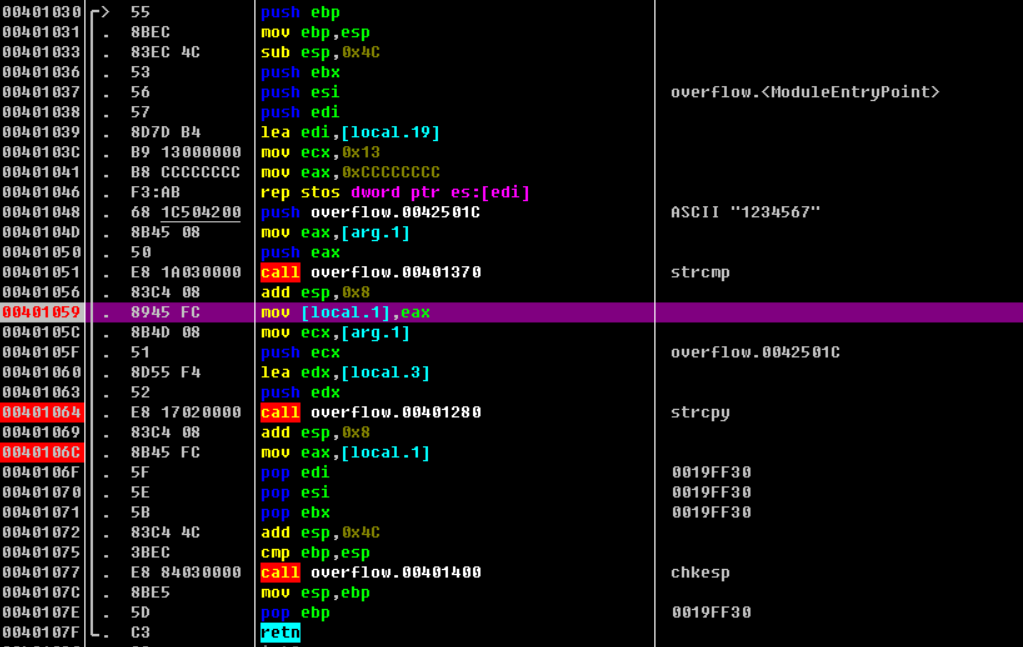 00401030 > 55 push ebp
00401031 . 8BEC mov ebp,esp
00401033 . 83EC 4C sub esp,0x4C
00401036 . 53 push ebx
00401037 . 56 push esi overflow.<ModuleEntryPoint>
00401038 . 57 push edi
00401039 . 8D7D B4 lea edi,[local.19]
0040103C . B9 13000000 mov ecx,0x13
00401041 . B8 CCCCCCCC mov eax,0xCCCCCCCC
00401046 . F3:AB rep stos dword ptr es:[edi]
00401048 . 68 1C504200 push overflow.0042501C ASCII "1234567"
0040104D . 8B45 08 mov eax,[arg.1]
00401050 . 50 push eax
00401051 . E8 1A030000 call overflow.00401370 strcmp
00401056 . 83C4 08 add esp,0x8
00401059 . 8945 FC mov [local.1],eax
0040105C . 8B4D 08 mov ecx,[arg.1]
0040105F . 51 push ecx overflow.0042501C
00401060 . 8D55 F4 lea edx,[local.3]
00401063 . 52 push edx
00401064 . E8 17020000 call overflow.00401280 strcpy
00401069 . 83C4 08 add esp,0x8
0040106C . 8B45 FC mov eax,[local.1]
0040106F . 5F pop edi 0019FF30
00401070 . 5E pop esi 0019FF30
00401071 . 5B pop ebx 0019FF30
00401072 . 83C4 4C add esp,0x4C
00401075 . 3BEC cmp ebp,esp
00401077 . E8 84030000 call overflow.00401400 chkesp
0040107C . 8BE5 mov esp,ebp
0040107E . 5D pop ebp 0019FF30
0040107F . C3 retn